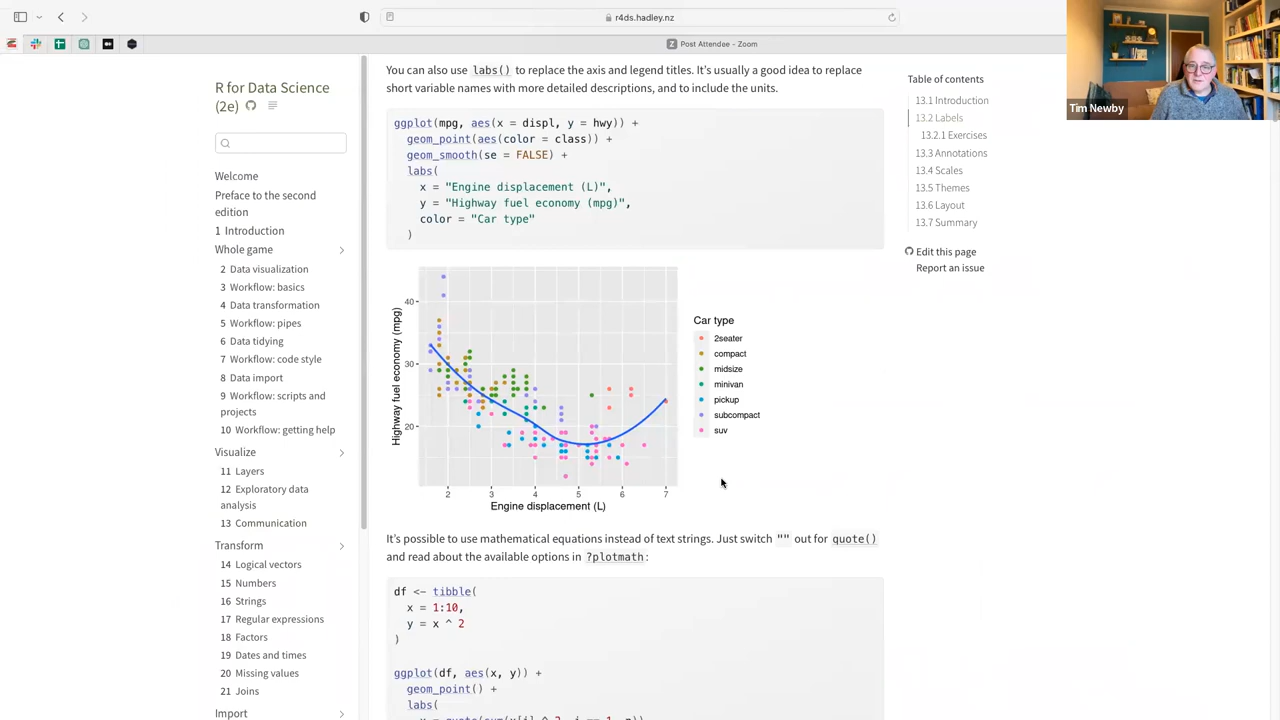 r4ds.hadley.nz
Post Attendee - Zoom
Tim Newby
R for Data Science
(2e)
Welcome
Preface to the second
edition
1 Introduction
Whole game
2 Data visualization
3 Workflow: basics
4 Data transformation
5 Workflow: pipes
6 Data tidying
7 Workflow: code style
8 Data import
9 Workflow: scripts and
projects
10 Workflow: getting help
Visualize
11 Layers
12 Exploratory data
analysis
13 Communication
Transform
14 Logical vectors
15 Numbers
16 Strings
17 Regular expressions
18 Factors
19 Dates and times
20 Missing values
21 Joins
Import
You can also use labs() to replace the axis and legend titles. It's usually a good idea to replace
short variable names with more detailed descriptions, and to include the units.
ggplot(mpg, aes(x = displ, y = hwy)) +
geom_point(aes(color = class)) +
geom_smooth(se = FALSE) +
labs(
x = "Engine displacement (L)",
y = "Highway fuel economy (mpg)",
color = "Car type"
)
Highway fuel economy (mpg)
40
30
20
2 3 4 5 6 7
Engine displacement (L)
Car type
2seater
compact
midsize
minivan
pickup
subcompact
suv
It's possible to use mathematical equations instead of text strings. Just switch "" out for quote()
and read about the available options in ?plotmath:
df <- tibble(
x = 1:10,
y = x ^ 2
)
ggplot(df, aes(x, y)) +
geom_point() +
labs(
Table of contents
13.1 Introduction
13.2 Labels
13.2.1 Exercises
13.3 Annotations
13.4 Scales
13.5 Themes
13.6 Layout
13.7 Summary
Edit this page
Report an issue